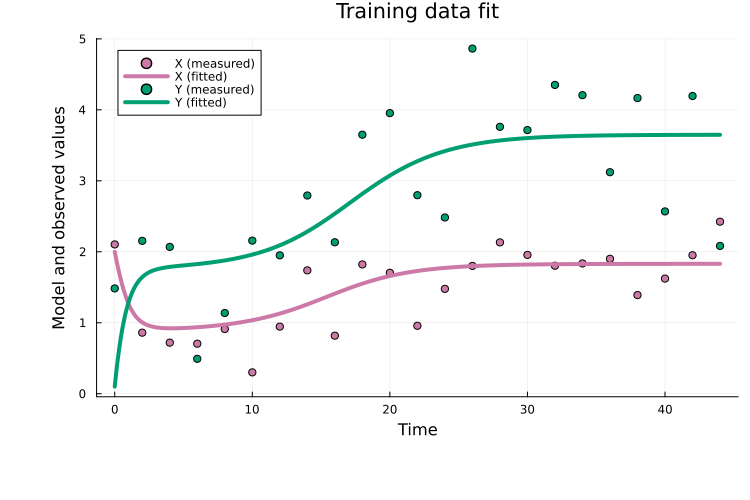 Training data fit
X (measured)
X (fitted)
Y (measured)
Y (fitted)
Model and observed values
5
4
3
2
1
0
0 10 20 30 40
Time